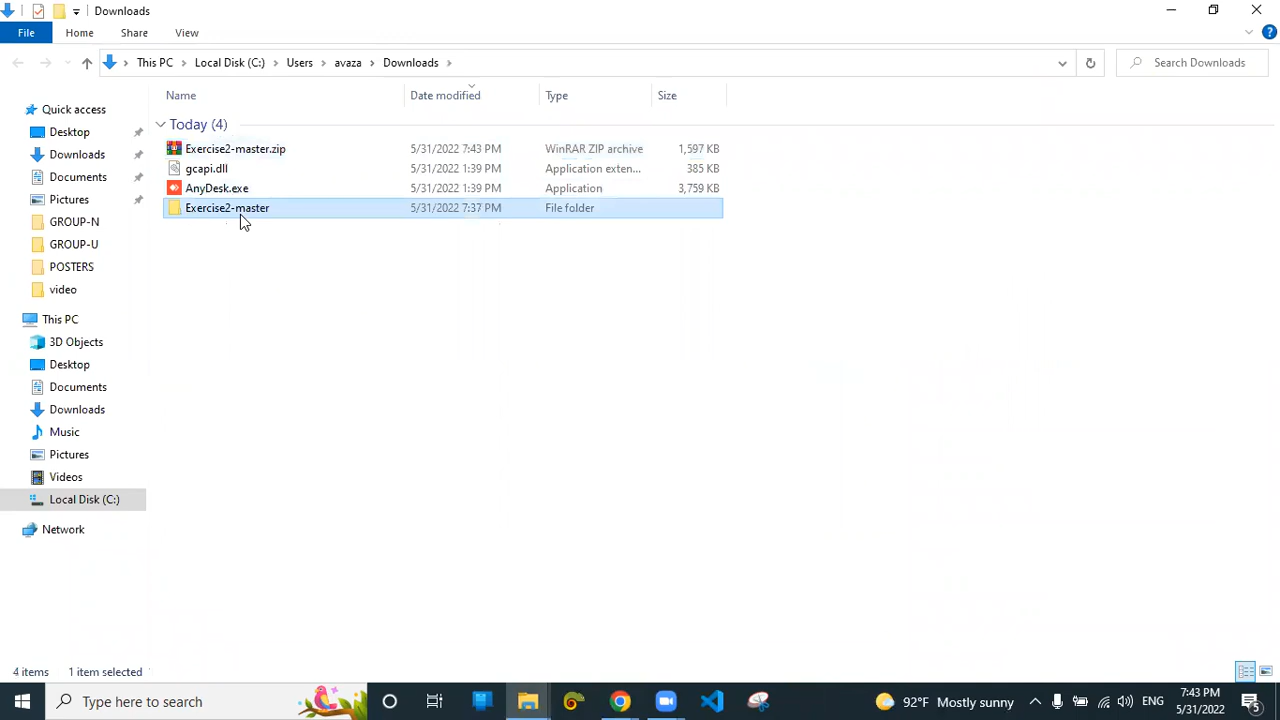 Downloads
File
Home
Share
View
This PC
Local Disk (C:)
Users
avaza
Downloads
Search Downloads
Name
Date modified
Type
Size
Quick access
Desktop
Downloads
Documents
Pictures
GROUP-N
GROUP-U
POSTERS
video
This PC
3D Objects
Desktop
Documents
Downloads
Music
Pictures
Videos
Local Disk (C:)
Network
Today (4)
Exercise2-master.zip 5/31/2022 7:43 PM WinRAR ZIP archive 1,597 KB
gcapi.dll 5/31/2022 1:39 PM Application exten... 385 KB
AnyDesk.exe 5/31/2022 1:39 PM Application 3,759 KB
Exercise2-master 5/31/2022 7:37 PM File folder
4 items 1 item selected
Type here to search
92°F Mostly sunny
ENG
7:43 PM
5/31/2022
5